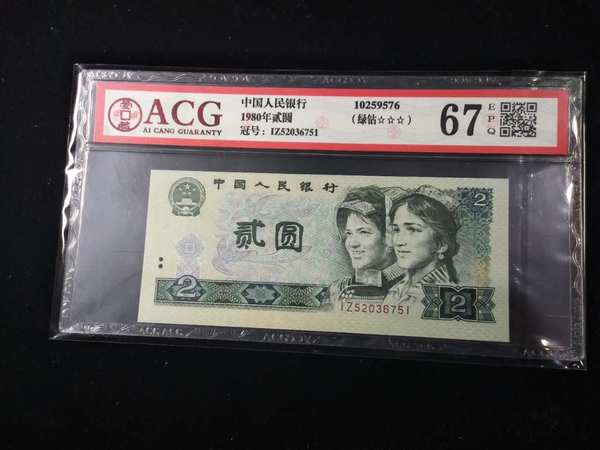 ACG
AI CANG GUARANTY
中国人民银行
1980年贰圆
冠号：IZ52036751
10259576
（绿钻☆☆☆）
67
E
P
Q
中国人民银行
贰圆
2
2
2
IZ52036751